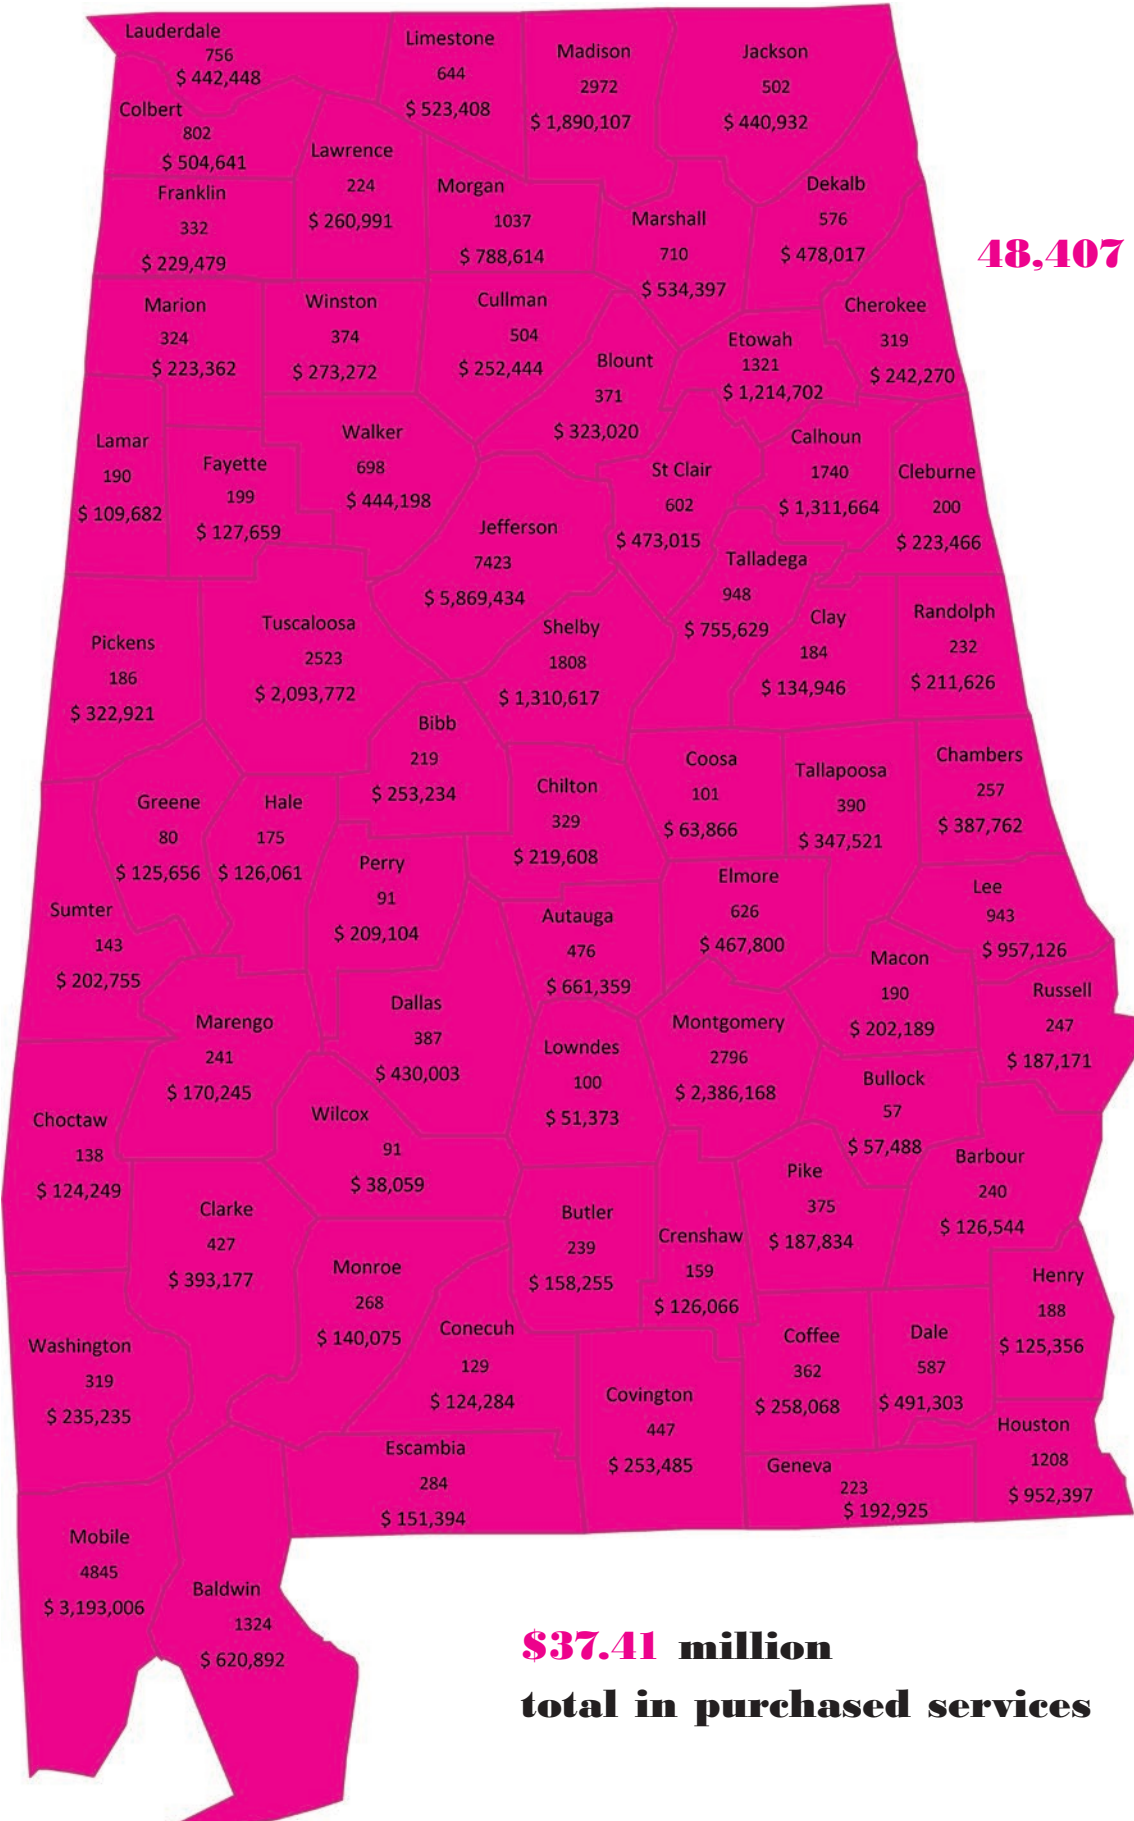 Lauderdale
756
$ 442,448
Limestone
644
$ 523,408
Madison
2972
$ 1,890,107
Jackson
502
$ 440,932
Colbert
802
$ 504,641
Lawrence
224
$ 260,991
Franklin
332
$ 229,479
Morgan
1037
$ 788,614
Marshall
710
$ 534,397
Dekalb
576
$ 478,017
48,407
Marion
324
$ 223,362
Winston
374
$ 273,272
Cullman
504
$ 252,444
Blount
371
$ 323,020
Etowah
1321
$ 1,214,702
Cherokee
319
$ 242,270
Lamar
190
$ 109,682
Fayette
199
$ 127,659
Walker
698
$ 444,198
Jefferson
7423
$ 5,869,434
St Clair
602
$ 473,015
Calhoun
1740
$ 1,311,664
Cleburne
200
$ 223,466
Talladega
948
$ 755,629
Pickens
186
$ 322,921
Tuscaloosa
2523
$ 2,093,772
Shelby
1808
$ 1,310,617
Clay
184
$ 134,946
Randolph
232
$ 211,626
Bibb
219
$ 253,234
Greene
80
$ 125,656
Hale
175
$ 126,061
Chilton
329
$ 219,608
Coosa
101
$ 63,866
Tallapoosa
390
$ 347,521
Chambers
257
$ 387,762
Perry
91
$ 209,104
Sumter
143
$ 202,755
Autauga
476
$ 661,359
Elmore
626
$ 467,800
Lee
943
$ 957,126
Macon
190
$ 202,189
Russell
247
$ 187,171
Marengo
241
$ 170,245
Dallas
387
$ 430,003
Lowndes
100
$ 51,373
Montgomery
2796
$ 2,386,168
Bullock
57
$ 57,488
Choctaw
138
$ 124,249
Wilcox
91
$ 38,059
Clarke
427
$ 393,177
Butler
239
$ 158,255
Crenshaw
159
$ 126,066
Pike
375
$ 187,834
Barbour
240
$ 126,544
Monroe
268
$ 140,075
Conecuh
129
$ 124,284
Henry
188
$ 125,356
Washington
319
$ 235,235
Covington
447
$ 253,485
Coffee
362
$ 258,068
Dale
587
$ 491,303
Houston
1208
$ 952,397
Escambia
284
$ 151,394
Geneva
223
$ 192,925
Mobile
4845
$ 3,193,006
Baldwin
1324
$ 620,892
$37.41 million
total in purchased services